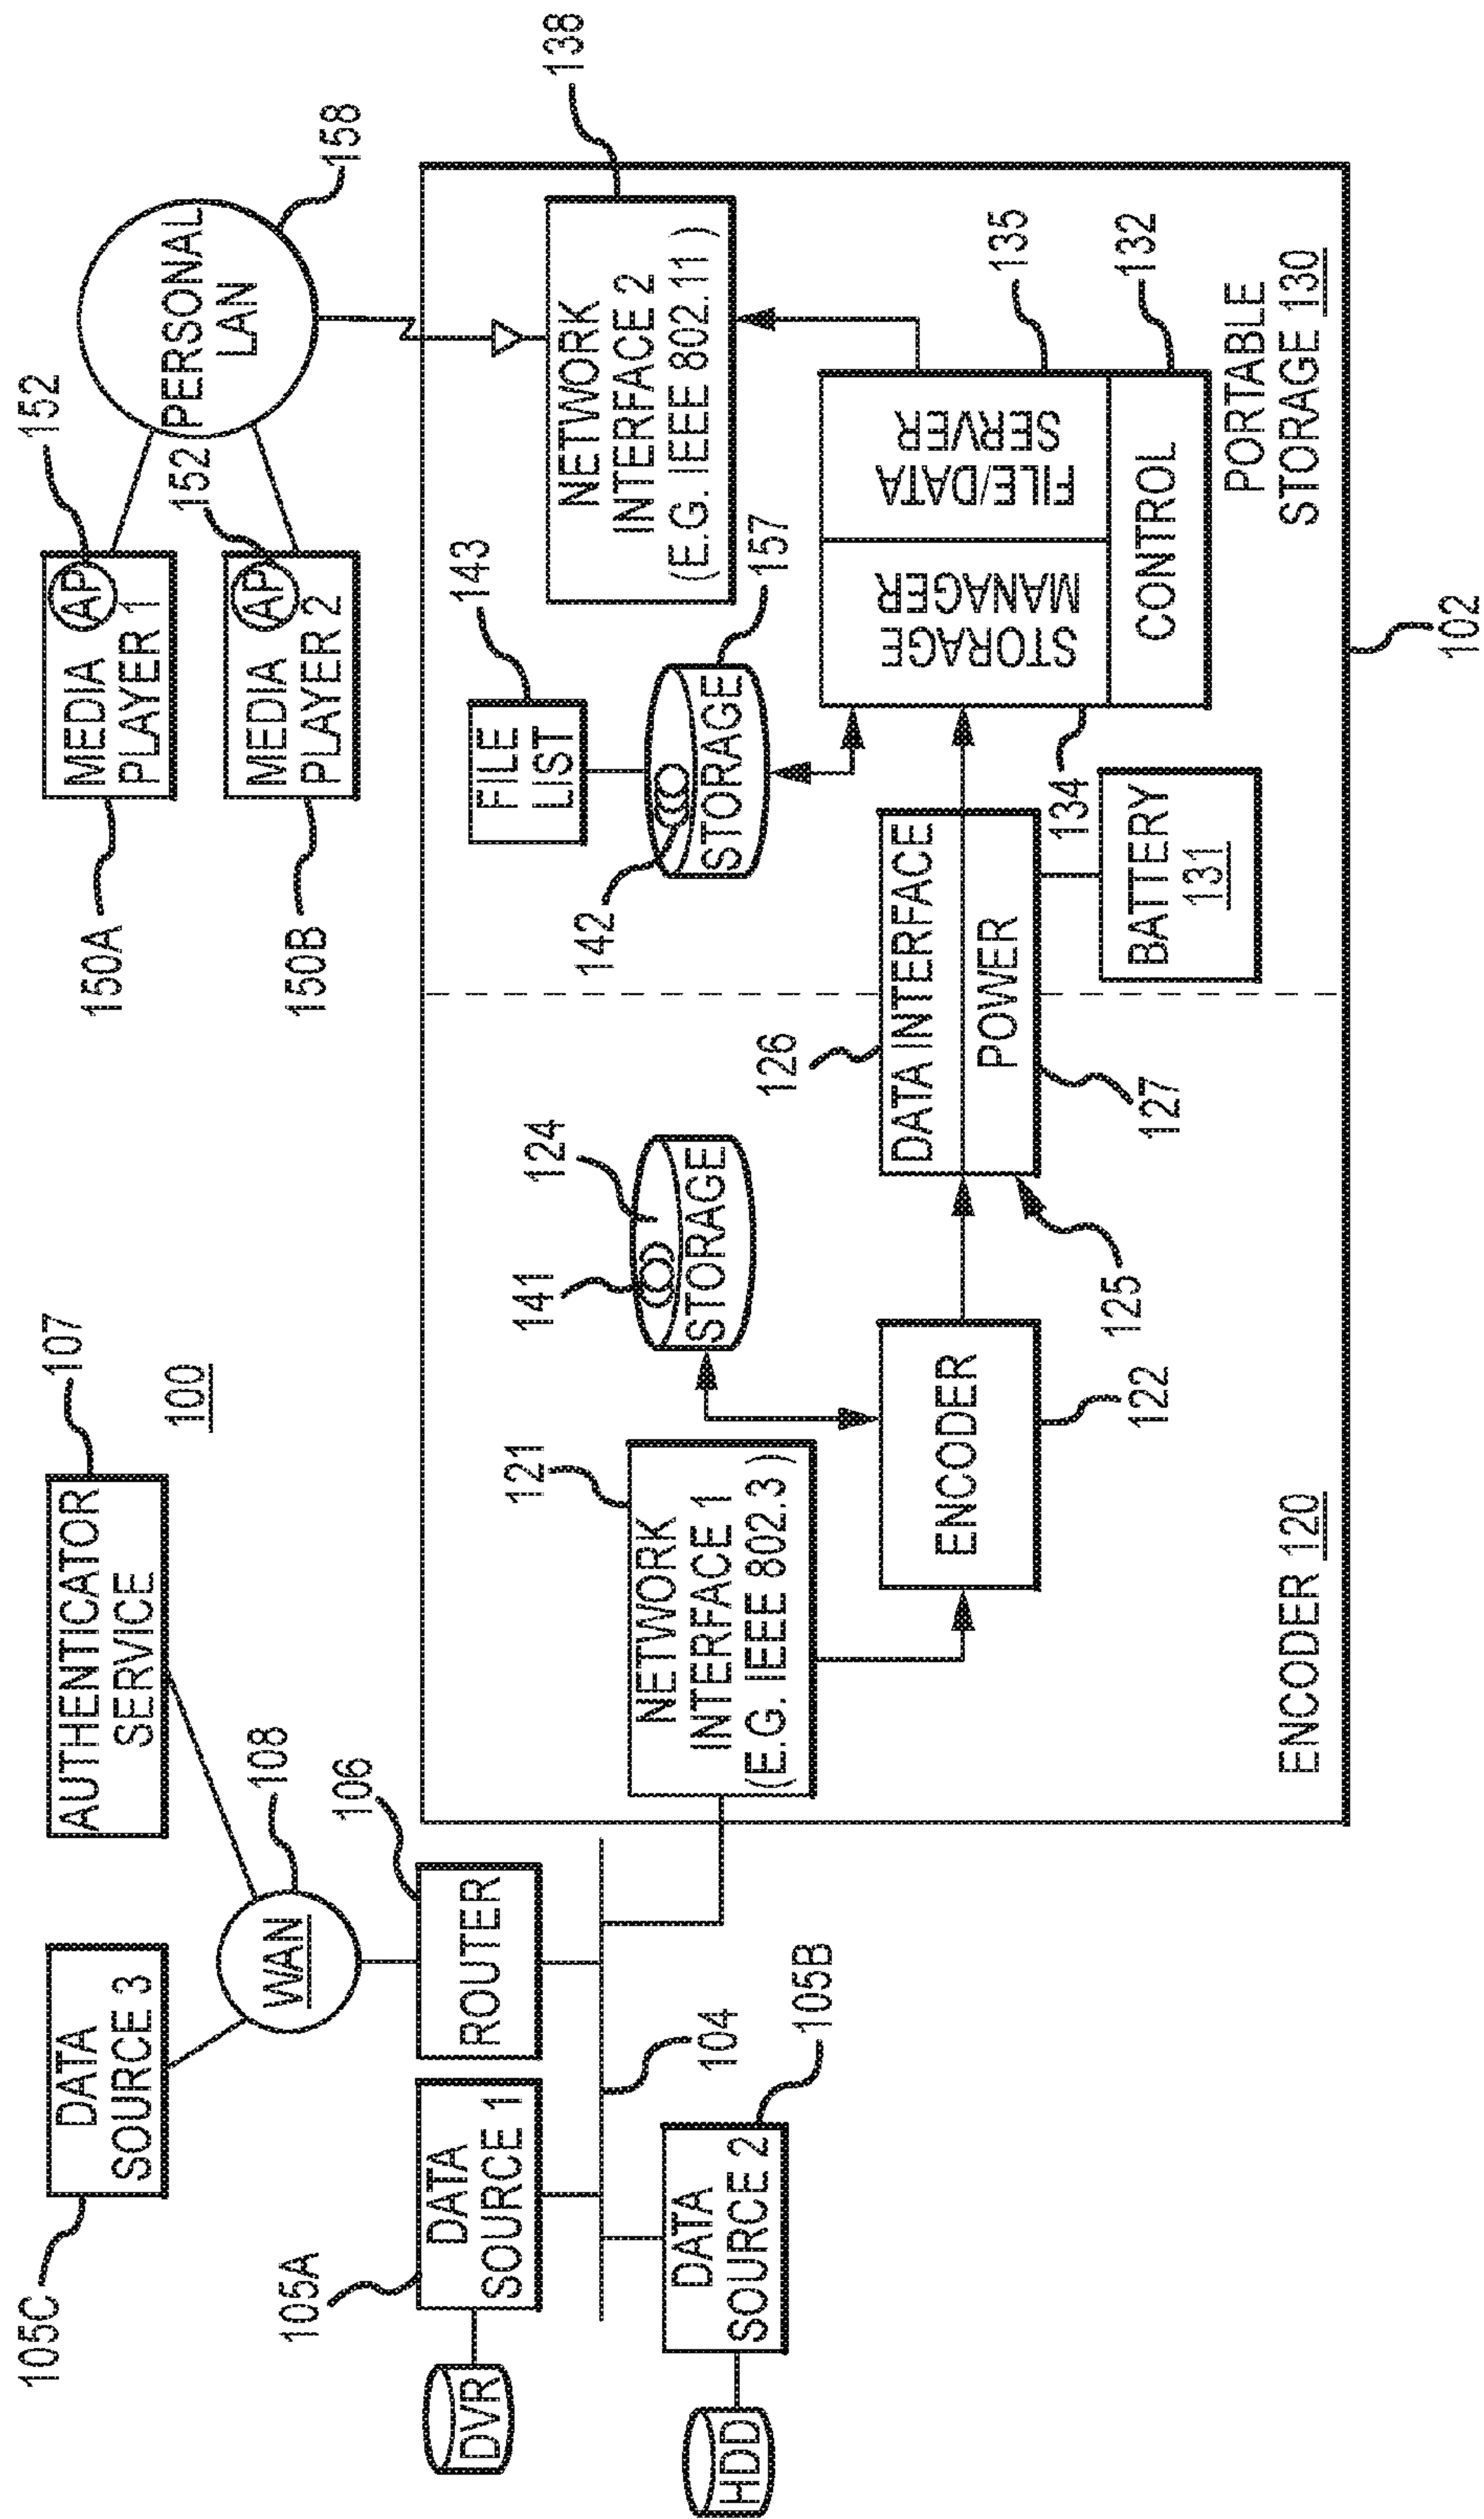 100
105C
DATA
SOURCE 3
AUTHENTICATOR
SERVICE
107
WAN
108
105A
DATA
SOURCE 1
DVR
ROUTER
106
104
DATA
SOURCE 2
105B
HDD
150A
MEDIA AP
PLAYER 1
152
150B
MEDIA AP
PLAYER 2
152
PERSONAL
LAN
158
NETWORK
INTERFACE 1
(E.G. IEEE 802.3 )
121
141
124
STORAGE
ENCODER
122
125
126
DATA INTERFACE
POWER
127
ENCODER 120
FILE
LIST
143
142
STORAGE
157
NETWORK
INTERFACE 2
(E.G. IEEE 802.11 )
138
STORAGE
MANAGER
FILE/DATA
SERVER
135
CONTROL
132
134
BATTERY
131
PORTABLE
STORAGE 130
102